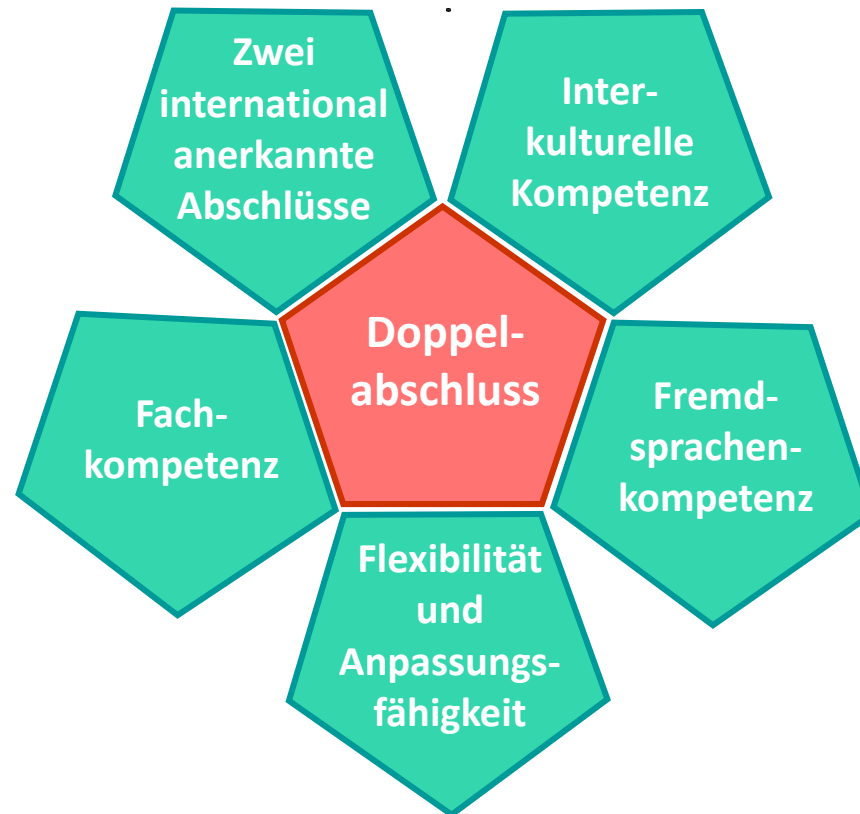 Zwei
international
anerkannte
Abschlüsse
Inter-
kulturelle
Kompetenz
Doppel-
abschluss
Fach-
kompetenz
Fremd-
sprachen-
kompetenz
Flexibilität
und
Anpassungs-
fähigkeit